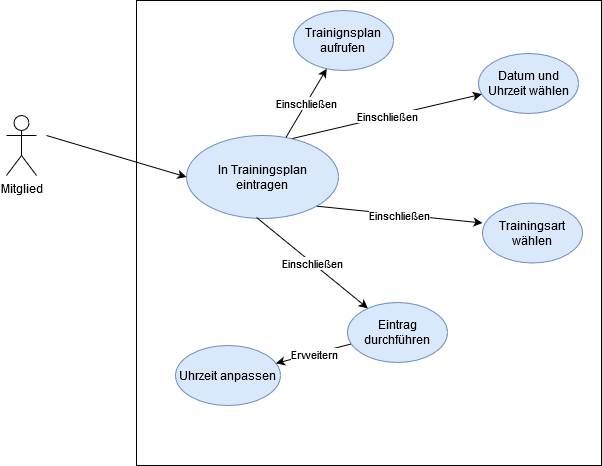 Trainignsplan
aufrufen
Datum und
Uhrzeit wählen
Einschließen
Einschließen
Mitglied
In Trainingsplan
eintragen
Einschließen
Trainingsart
wählen
Einschließen
Eintrag
durchführen
Erweitern
Uhrzeit anpassen